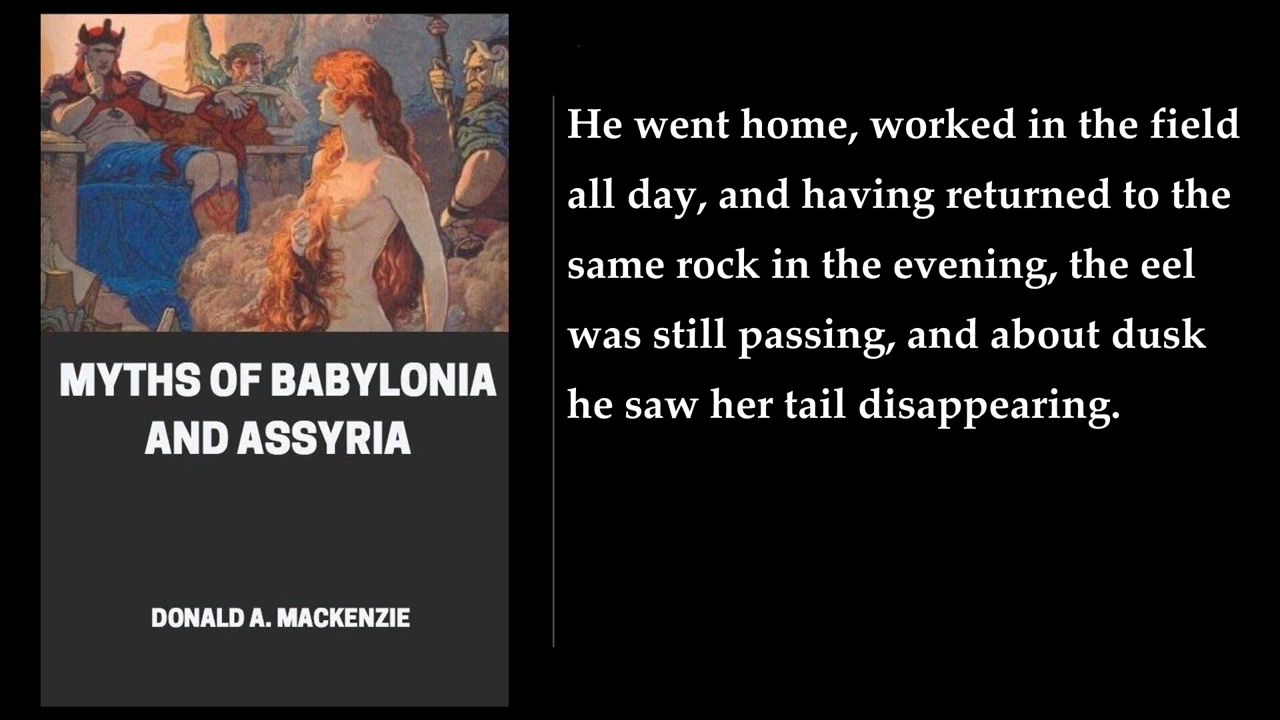 MYTHS OF BABYLONIA
AND ASSYRIA
DONALD A. MACKENZIE
He went home, worked in the field
all day, and having returned to the
same rock in the evening, the eel
was still passing, and about dusk
he saw her tail disappearing.